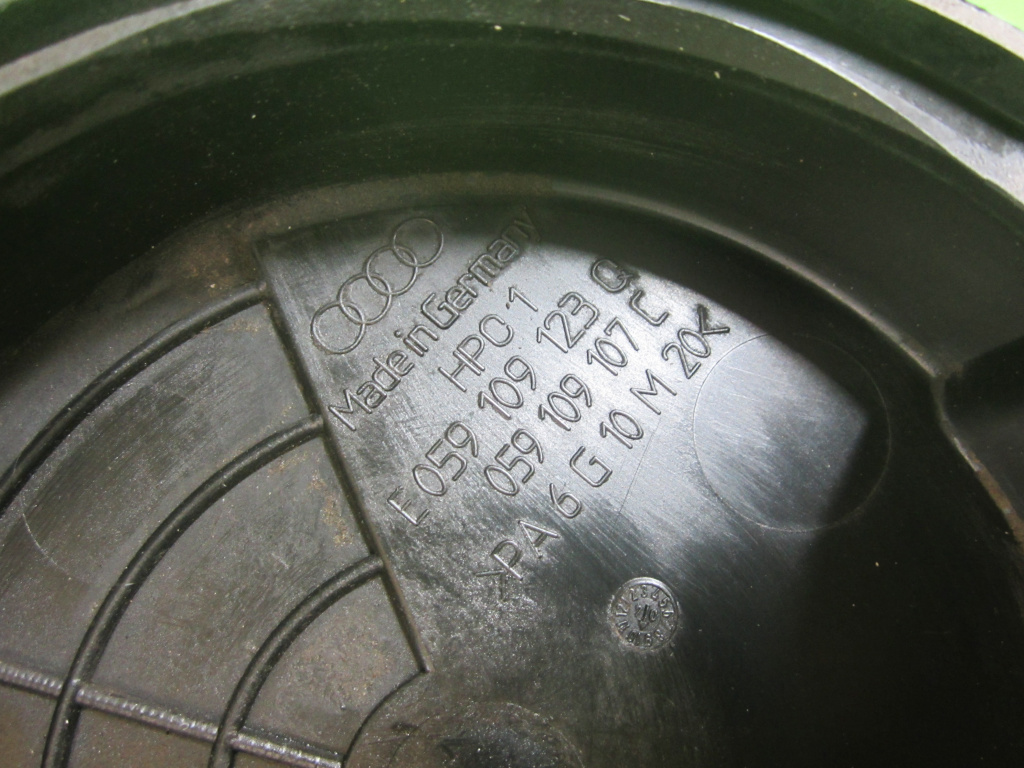 Made in Germany
HPC 1
E 059 109 123 Q
059 109 107 C
>PA 6 G 10 M 20<